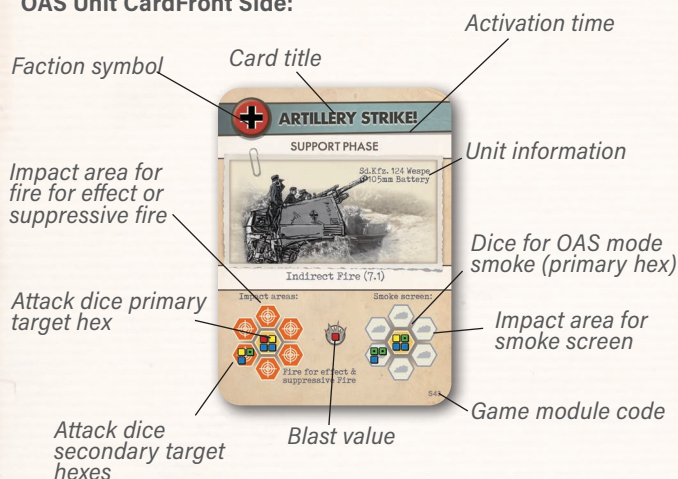 OAS Unit CardFront Side:
Activation time
Card title
Faction symbol
ARTILLERY STRIKE!
SUPPORT PHASE
Sd.Kfz. 124 Wespe
105mm Battery
Unit information
Impact area for
fire for effect or
suppressive fire
Indirect Fire (7.1)
Dice for OAS mode
smoke (primary hex)
Impact areas:
Smoke screen:
Attack dice primary
target hex
Impact area for
smoke screen
Fire for effect &
suppressive Fire
Game module code
Blast value
Attack dice
secondary target
hexes